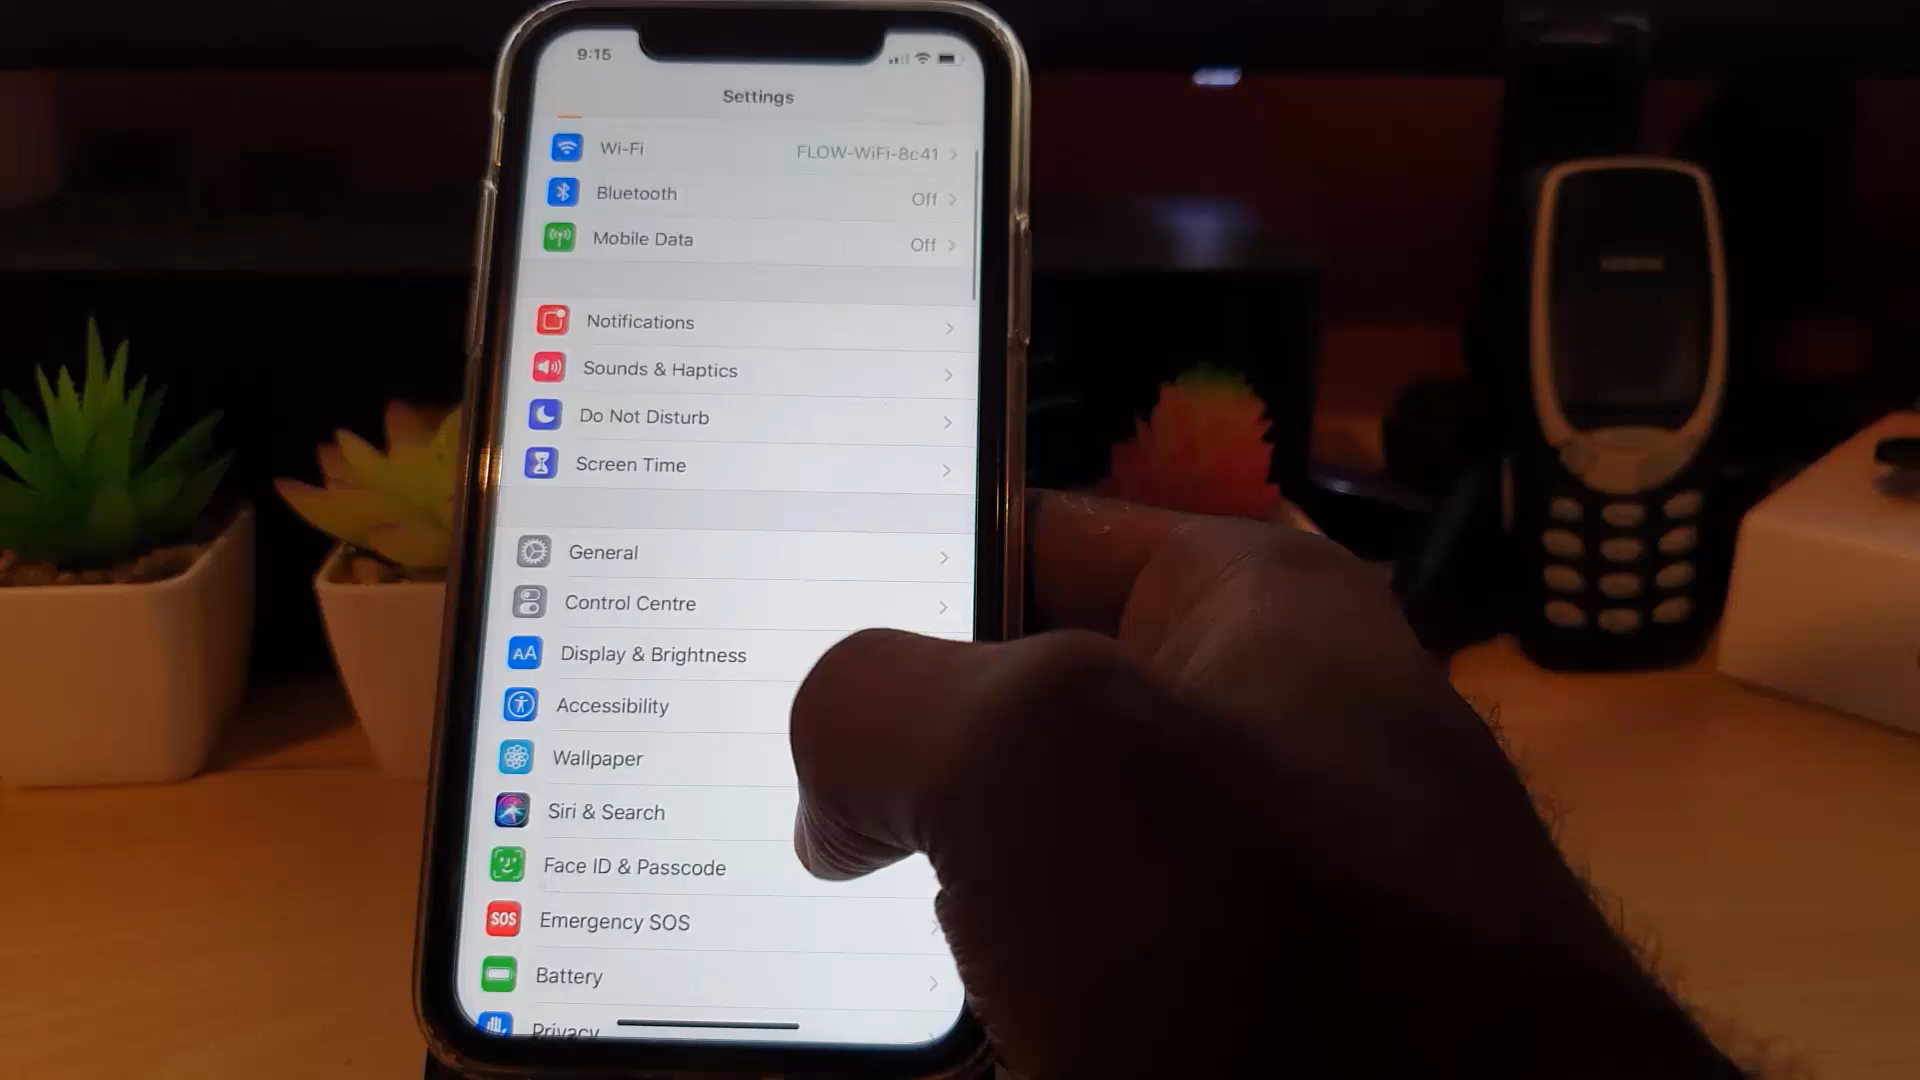 9:15
Settings
Wi-Fi FLOW-WiFi-8c41
Bluetooth Off
Mobile Data Off
Notifications
Sounds & Haptics
Do Not Disturb
Screen Time
General
Control Centre
AA Display & Brightness
Accessibility
Wallpaper
Siri & Search
Face ID & Passcode
SOS Emergency SOS
Battery
Privacy
NOKIA